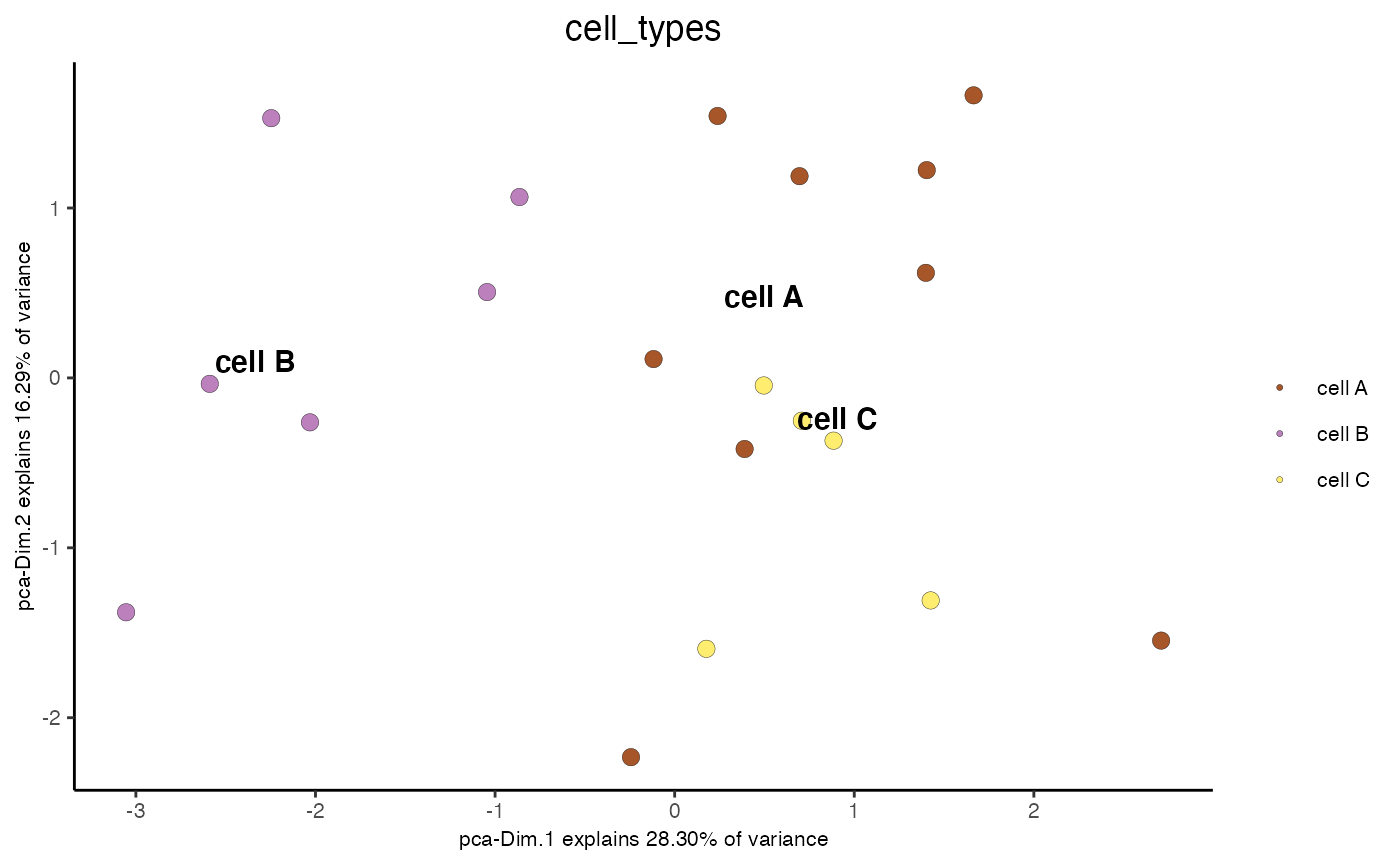 cell_types
pca-Dim.2 explains 16.29% of variance
1
0
-1
-2
cell A
cell B
cell C
cell A
cell B
cell C
-3
-2
-1
0
1
2
pca-Dim.1 explains 28.30% of variance